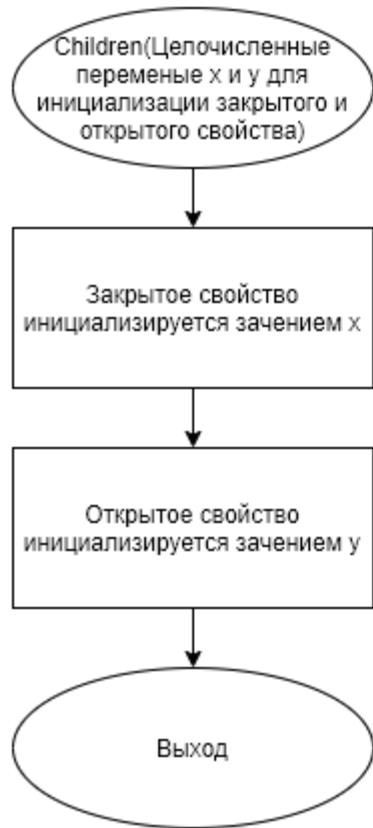 Children(Целочисленные
переменые x и y для
инициализации закрытого и
открытого свойства)
Закрытое свойство
инициализируется зачением x
Открытое свойство
инициализируется зачением y
Выход